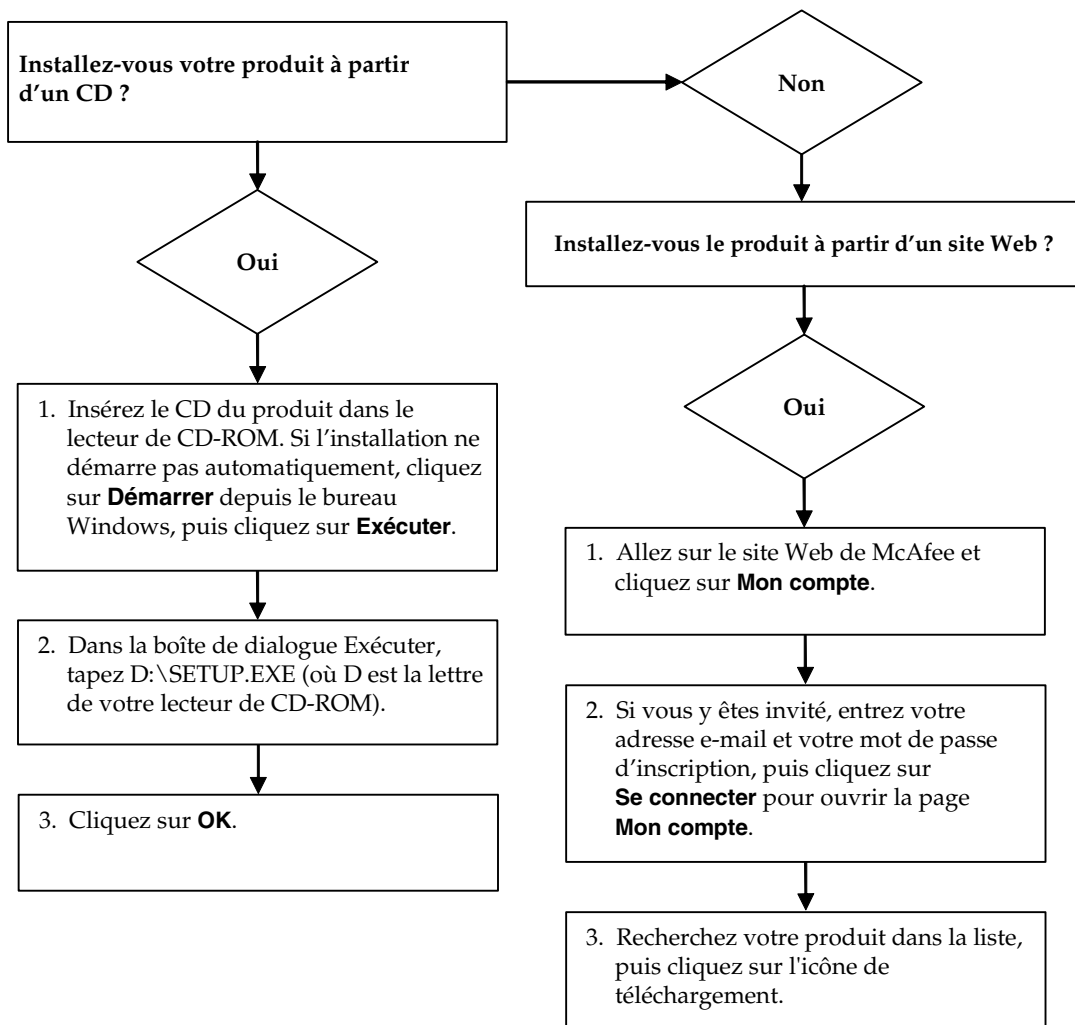 Installez-vous votre produit à partir
d’un CD ?
Non
Oui
Installez-vous le produit à partir d’un site Web ?
Oui
1. Insérez le CD du produit dans le
lecteur de CD-ROM. Si l’installation ne
démarre pas automatiquement, cliquez
sur Démarrer depuis le bureau
Windows, puis cliquez sur Exécuter.
2. Dans la boîte de dialogue Exécuter,
tapez D:\SETUP.EXE (où D est la lettre
de votre lecteur de CD-ROM).
3. Cliquez sur OK.
1. Allez sur le site Web de McAfee et
cliquez sur Mon compte.
2. Si vous y êtes invité, entrez votre
adresse e-mail et votre mot de passe
d’inscription, puis cliquez sur
Se connecter pour ouvrir la page
Mon compte.
3. Recherchez votre produit dans la liste,
puis cliquez sur l'icône de
téléchargement.